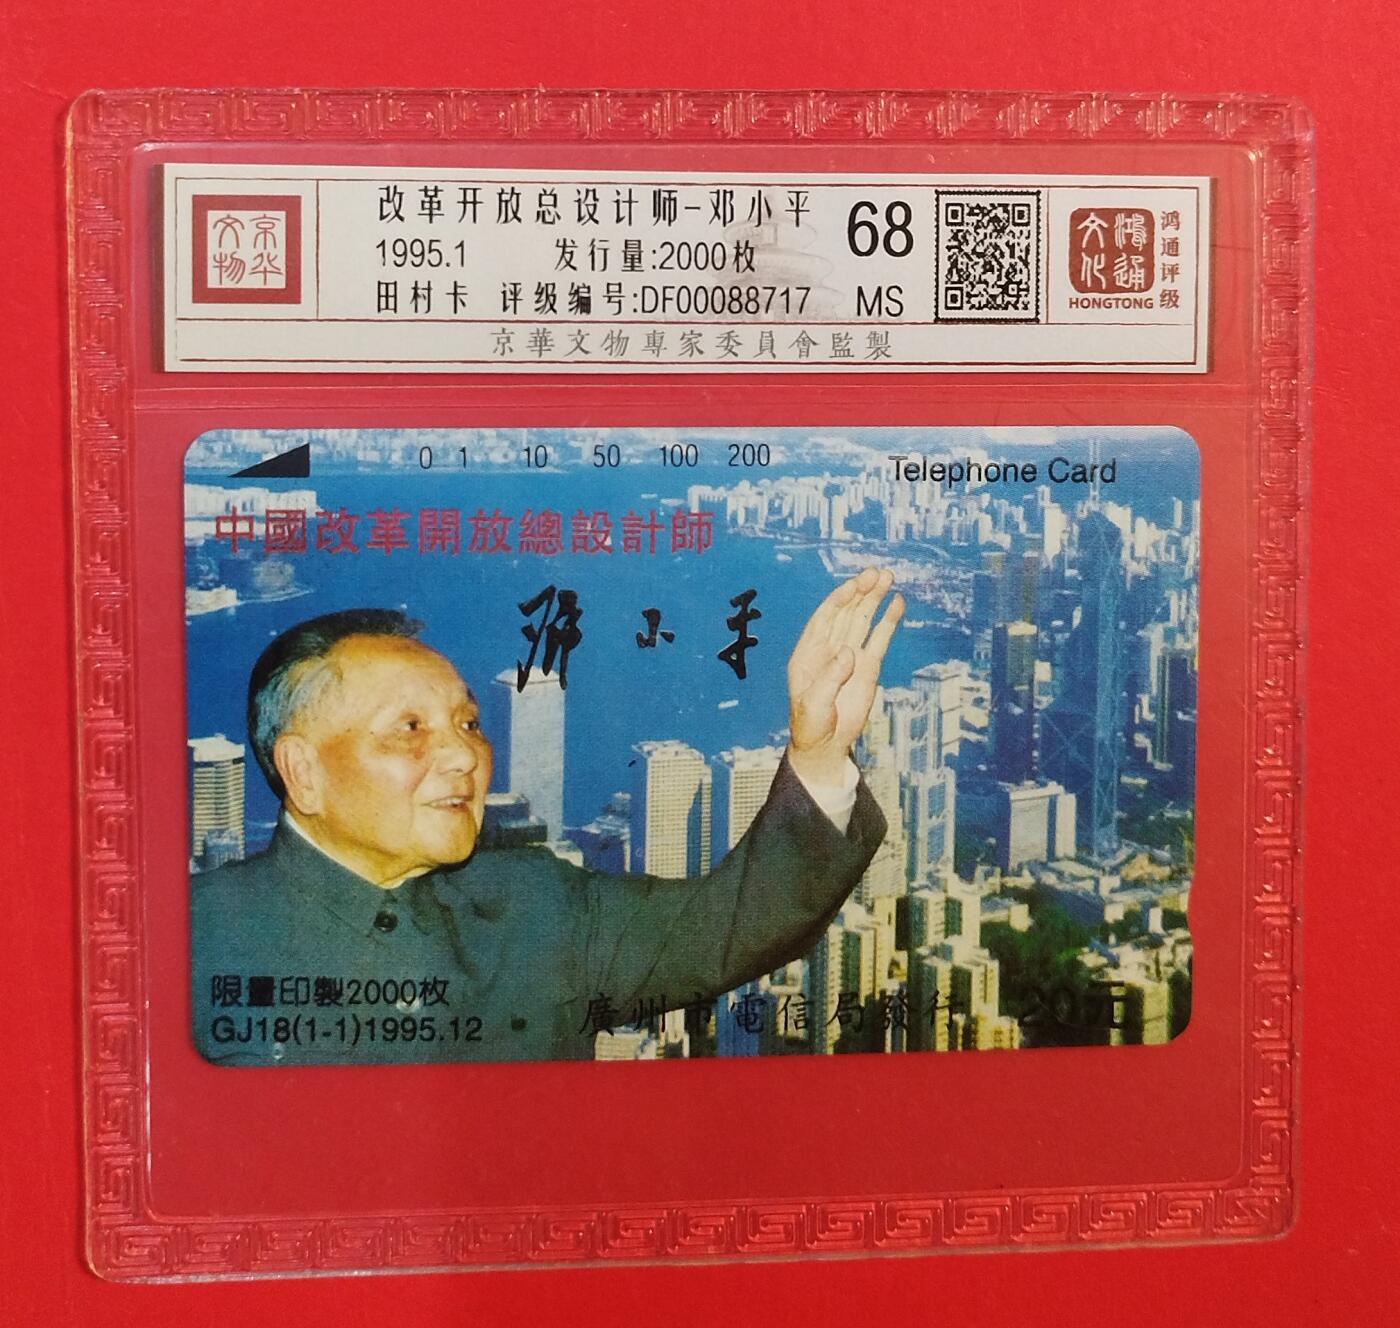 京华文物
改革开放总设计师-邓小平
1995.1 发行量:2000枚
田村卡 评级编号:DF00088717
68
MS
鸿通文化
HONGTONG
鸿通评级
京華文物專家委員會監製
0 1 10 50 100 200
Telephone Card
中國改革開放總設計師
邓小平
限量印製2000枚
GJ18(1-1)1995.12
廣州市電信局發行 20元